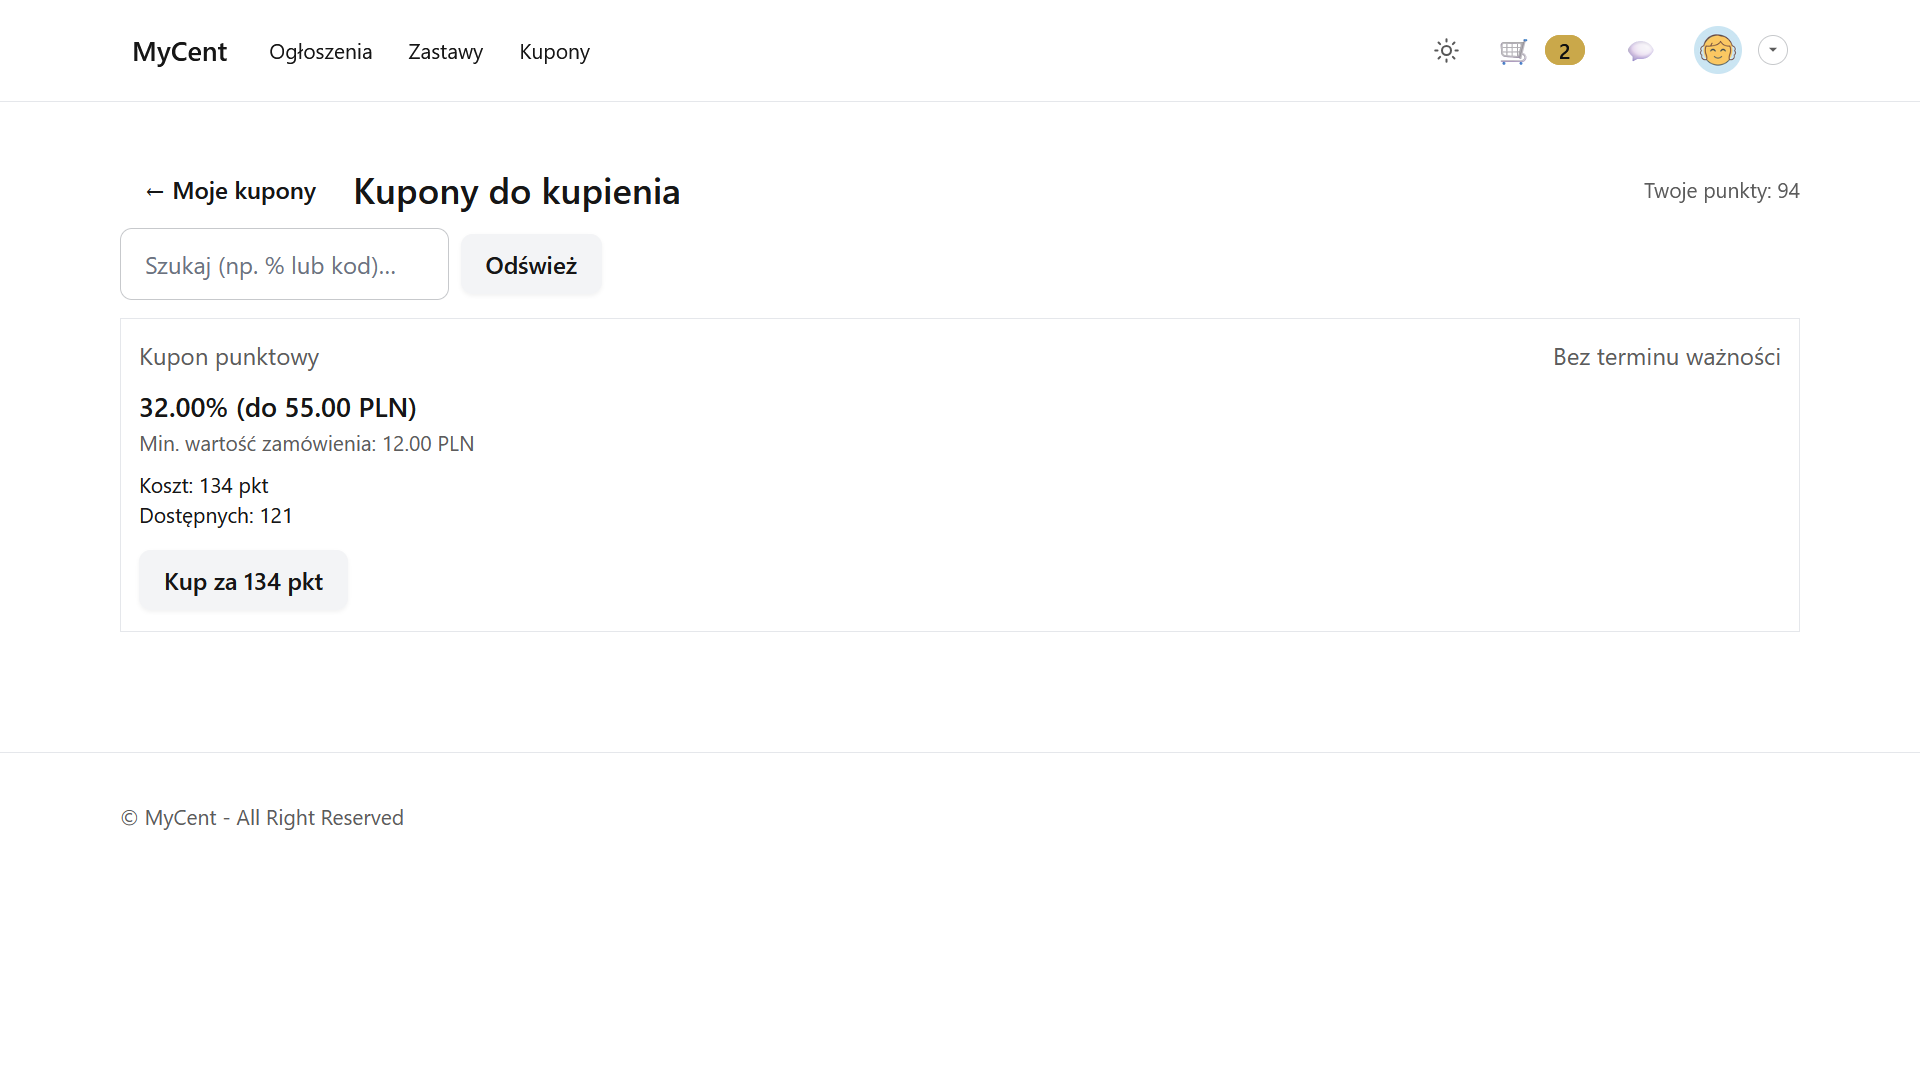 MyCent Ogłoszenia Zastawy Kupony 2
← Moje kupony Kupony do kupienia Twoje punkty: 94
Szukaj (np. % lub kod)... Odśwież
Kupon punktowy Bez terminu ważności
32.00% (do 55.00 PLN)
Min. wartość zamówienia: 12.00 PLN
Koszt: 134 pkt
Dostępnych: 121
Kup za 134 pkt
© MyCent - All Right Reserved